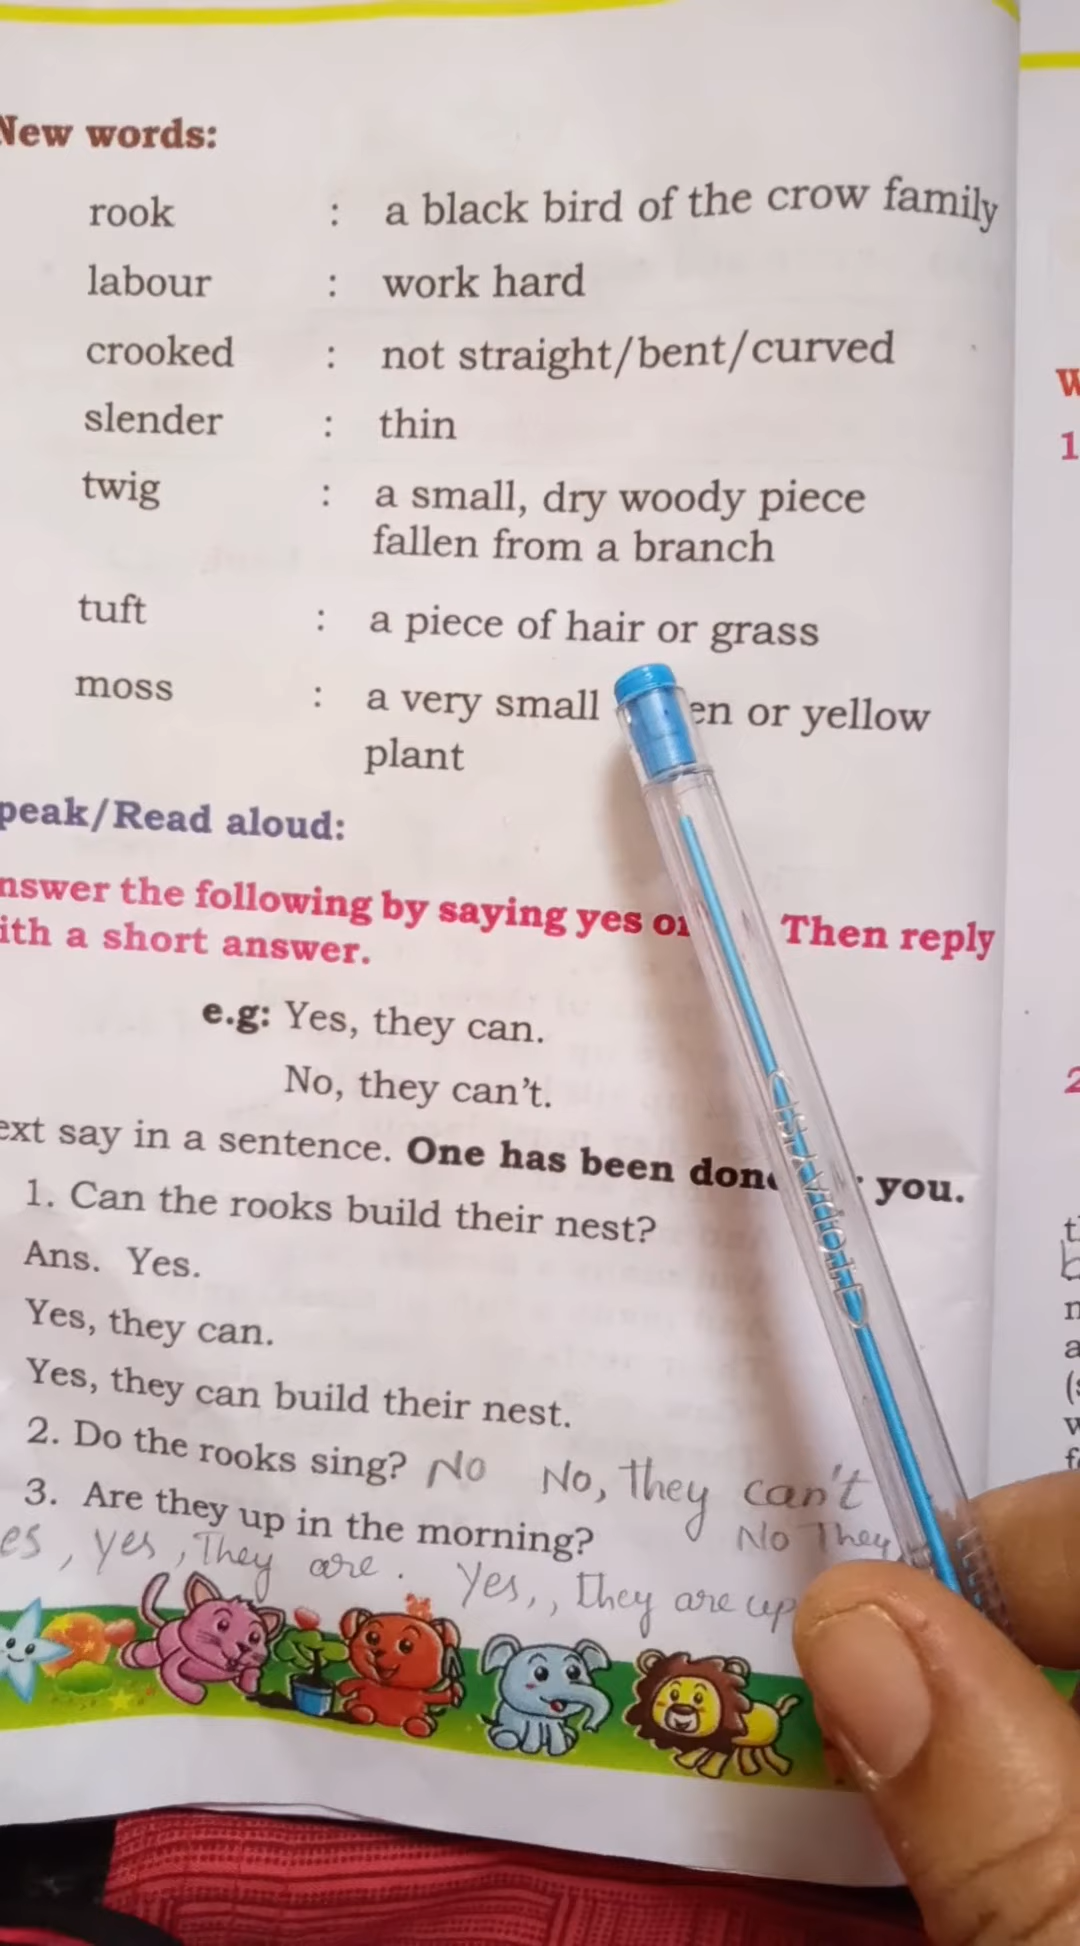 New words:
rook : a black bird of the crow family
labour : work hard
crooked : not straight/bent/curved
slender : thin
twig : a small, dry woody piece
fallen from a branch
tuft : a piece of hair or grass
moss : a very small en or yellow
plant
peak/Read aloud:
nswer the following by saying yes or Then reply
ith a short answer.
e.g: Yes, they can.
No, they can't.
ext say in a sentence. One has been done you.
1. Can the rooks build their nest?
Ans. Yes.
Yes, they can.
Yes, they can build their nest.
2. Do the rooks sing? No No, they can't
No They
3. Are they up in the morning?
es, yes, They are. Yes,, they are up
W
1
2